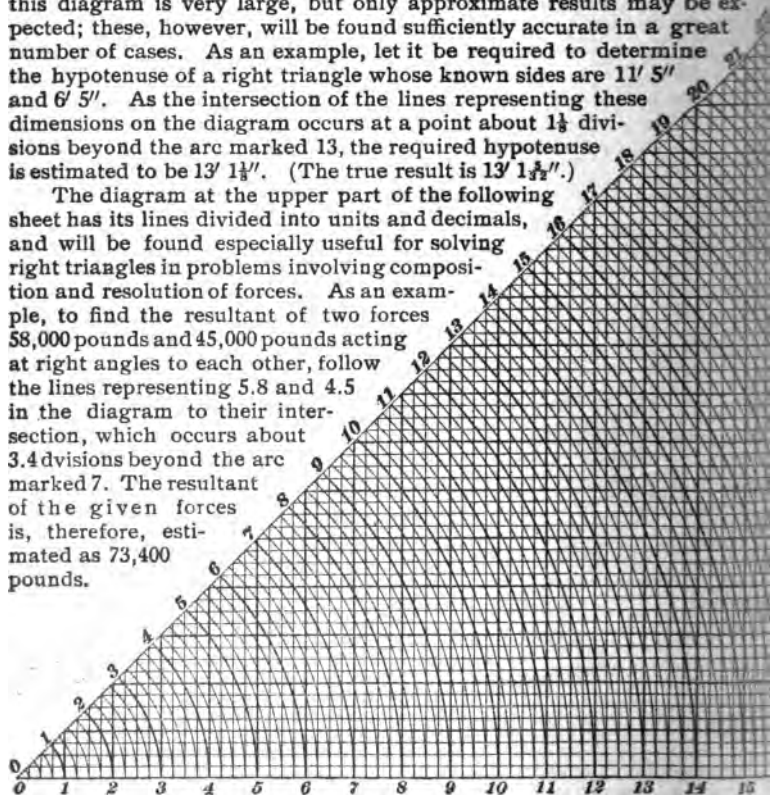 this diagram is very large, but only approximate results may be ex-
pected; these, however, will be found sufficiently accurate in a great
number of cases. As an example, let it be required to determine
the hypotenuse of a right triangle whose known sides are 11′ 5″
and 6′ 5″. As the intersection of the lines representing these
dimensions on the diagram occurs at a point about 1⅛ divi-
sions beyond the arc marked 13, the required hypotenuse
is estimated to be 13′ 1⅛″. (The true result is 13′ 1 5/32″.)
The diagram at the upper part of the following
sheet has its lines divided into units and decimals,
and will be found especially useful for solving
right triangles in problems involving composi-
tion and resolution of forces. As an exam-
ple, to find the resultant of two forces
58,000 pounds and 45,000 pounds acting
at right angles to each other, follow
the lines representing 5.8 and 4.5
in the diagram to their inter-
section, which occurs about
3.4 dvisions beyond the arc
marked 7. The resultant
of the given forces
is, therefore, esti-
mated as 73,400
pounds.
21
20
19
18
17
16
15
14
13
12
11
10
9
8
7
6
5
4
3
2
1
0
0 1 2 3 4 5 6 7 8 9 10 11 12 13 14 15